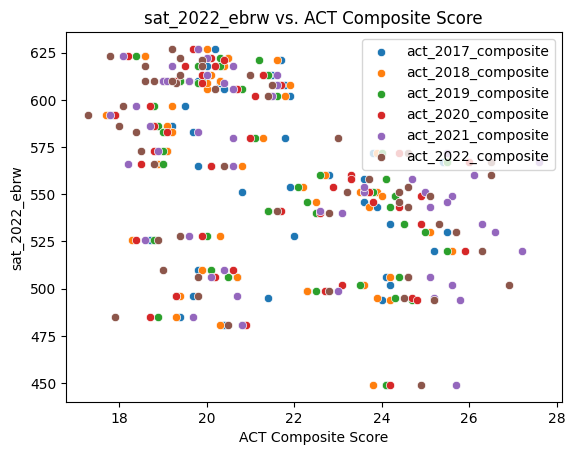 sat_2022_ebrw vs. ACT Composite Score
act_2017_composite
act_2018_composite
act_2019_composite
act_2020_composite
act_2021_composite
act_2022_composite
sat_2022_ebrw
625
600
575
550
525
500
475
450
18 20 22 24 26 28
ACT Composite Score